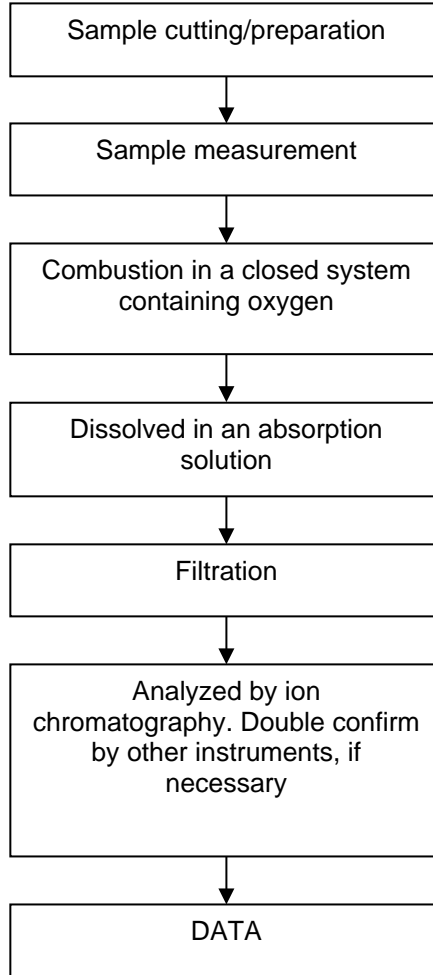 Sample cutting/preparation
Sample measurement
Combustion in a closed system
containing oxygen
Dissolved in an absorption
solution
Filtration
Analyzed by ion
chromatography. Double confirm
by other instruments, if
necessary
DATA